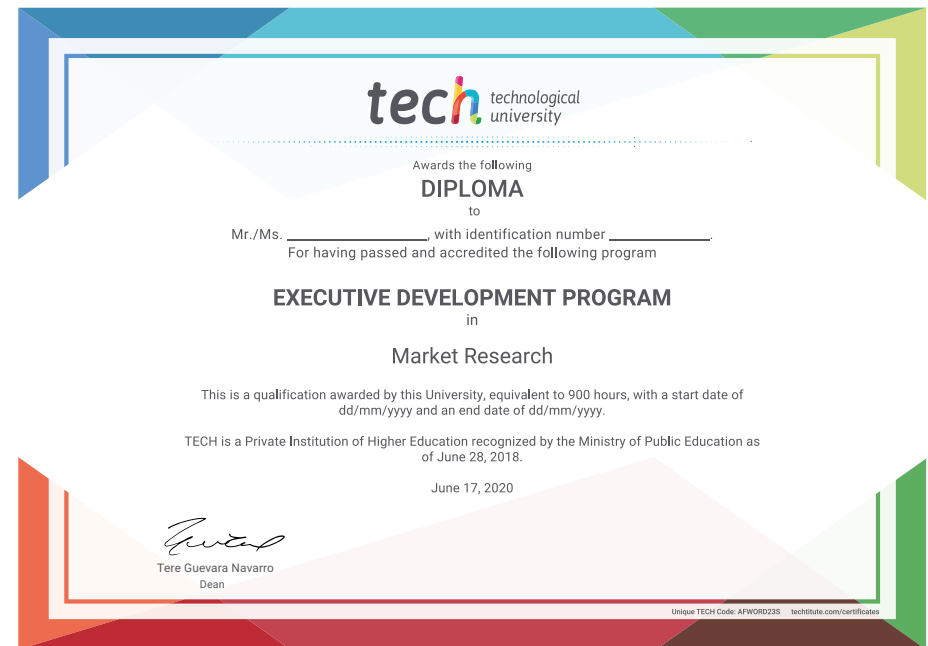 tech technological
university
Awards the following
DIPLOMA
to
Mr./Ms. ____________________, with identification number ______________.
For having passed and accredited the following program
EXECUTIVE DEVELOPMENT PROGRAM
in
Market Research
This is a qualification awarded by this University, equivalent to 900 hours, with a start date of
dd/mm/yyyy and an end date of dd/mm/yyyy.
TECH is a Private Institution of Higher Education recognized by the Ministry of Public Education as
of June 28, 2018.
June 17, 2020
Tere Guevara Navarro
Dean
Unique TECH Code: AFWORD23S techtitute.com/certificates